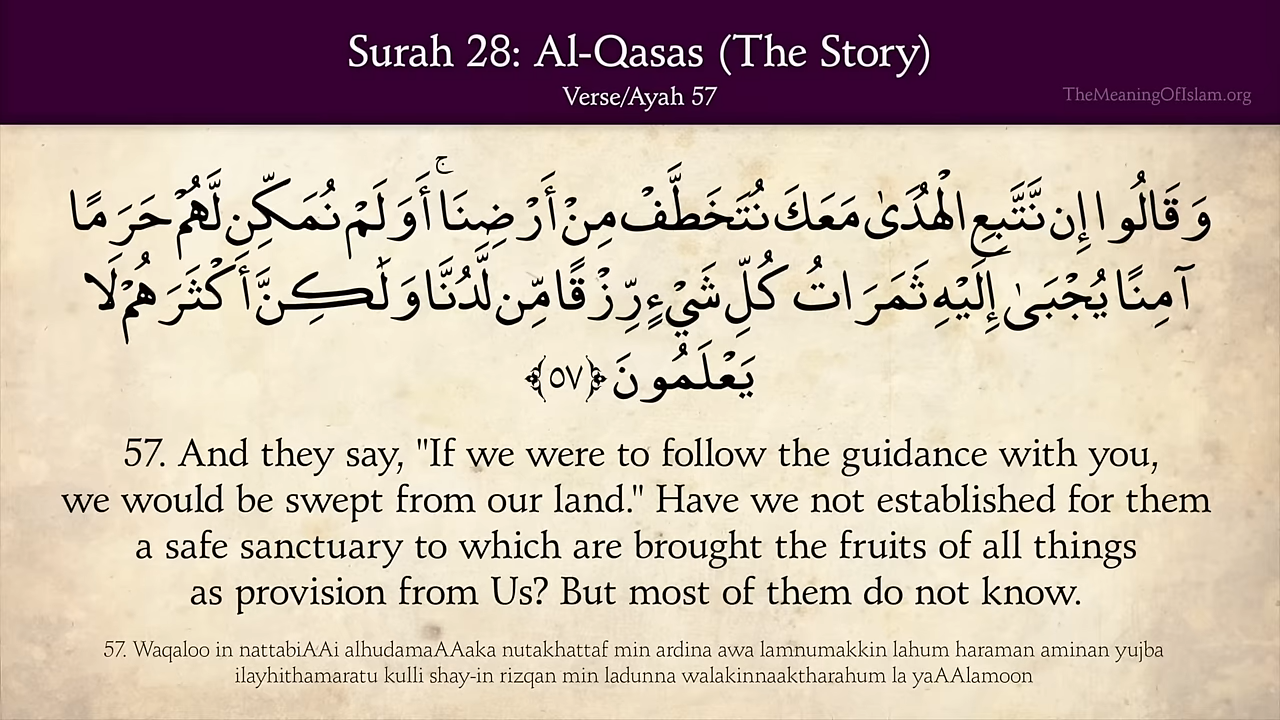 Surah 28: Al-Qasas (The Story)
Verse/Ayah 57
TheMeaningOfIslam.org
وَقَالُوا إِن نَّتَّبِعِ الْهُدَىٰ مَعَكَ نُتَخَطَّفْ مِنْ أَرْضِنَا ۚ أَوَلَمْ نُمَكِّن لَّهُمْ حَرَمًا
آمِنًا يُجْبَىٰ إِلَيْهِ ثَمَرَاتُ كُلِّ شَيْءٍ رِّزْقًا مِّن لَّدُنَّا وَلَٰكِنَّ أَكْثَرَهُمْ لَا
يَعْلَمُونَ ﴿٥٧﴾
57. And they say, "If we were to follow the guidance with you,
we would be swept from our land." Have we not established for them
a safe sanctuary to which are brought the fruits of all things
as provision from Us? But most of them do not know.
57. Waqaloo in nattabiAAi alhudamaAAaka nutakhattaf min ardina awa lamnumakkin lahum haraman aminan yujba
ilayhithamaratu kulli shay-in rizqan min ladunna walakinnaaktharahum la yaAAlamoon